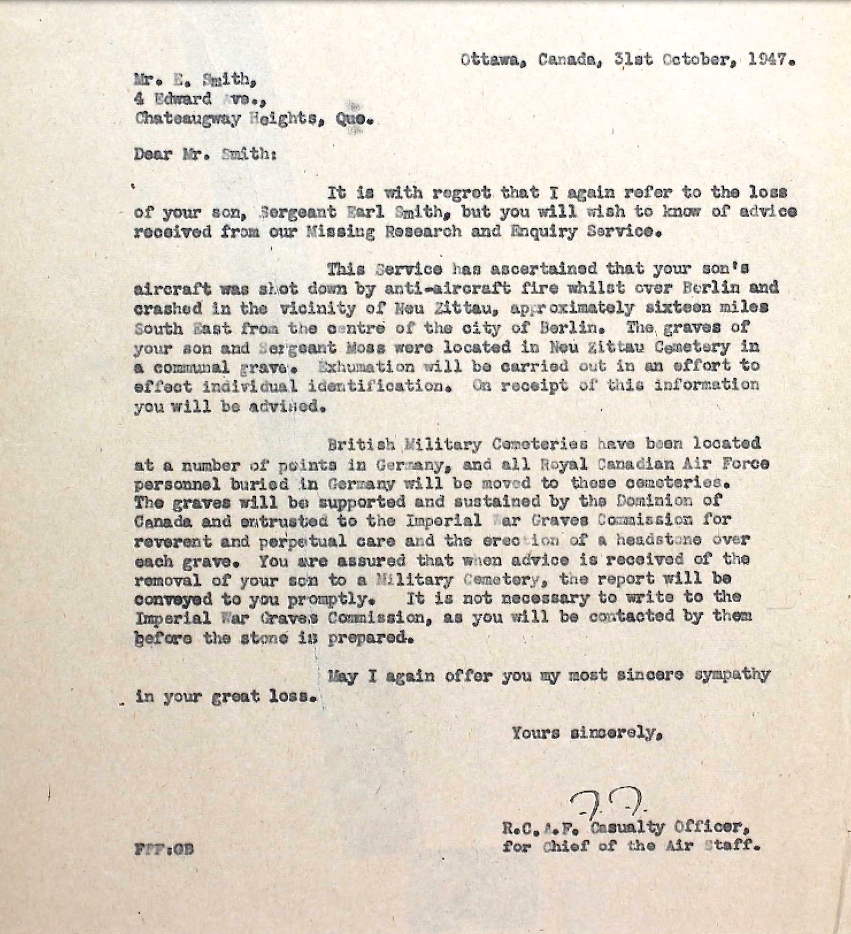 Ottawa, Canada, 31st October, 1947.
Mr. E. Smith,
4 Edward Ave.,
Chateaugway Heights, Que.
Dear Mr. Smith:
It is with regret that I again refer to the loss
of your son, Sergeant Earl Smith, but you will wish to know of advice
received from our Missing Research and Enquiry Service.
This Service has ascertained that your son's
aircraft was shot down by anti-aircraft fire whilst over Berlin and
crashed in the vicinity of Neu Zittau, approximately sixteen miles
South East from the centre of the city of Berlin. The graves of
your son and Sergeant Moss were located in Neu Zittau Cemetery in
a communal grave. Exhumation will be carried out in an effort to
effect individual identification. On receipt of this information
you will be advised.
British Military Cemeteries have been located
at a number of points in Germany, and all Royal Canadian Air Force
personnel buried in Germany will be moved to these cemeteries.
The graves will be supported and sustained by the Dominion of
Canada and entrusted to the Imperial War Graves Commission for
reverent and perpetual care and the erection of a headstone over
each grave. You are assured that when advice is received of the
removal of your son to a Military Cemetery, the report will be
conveyed to you promptly. It is not necessary to write to the
Imperial War Graves Commission, as you will be contacted by them
before the stone is prepared.
May I again offer you my most sincere sympathy
in your great loss.
Yours sincerely,
R.C.A.F. Casualty Officer,
for Chief of the Air Staff.
FFF:GB